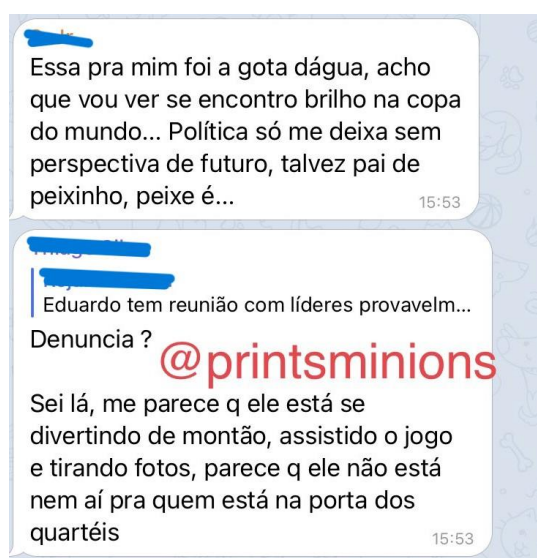 Essa pra mim foi a gota dágua, acho
que vou ver se encontro brilho na copa
do mundo... Política só me deixa sem
perspectiva de futuro, talvez pai de
peixinho, peixe é...
15:53
Eduardo tem reunião com líderes provavelm...
Denuncia ?
@printsminions
Sei lá, me parece q ele está se
divertindo de montão, assistido o jogo
e tirando fotos, parece q ele não está
nem aí pra quem está na porta dos
quartéis
15:53